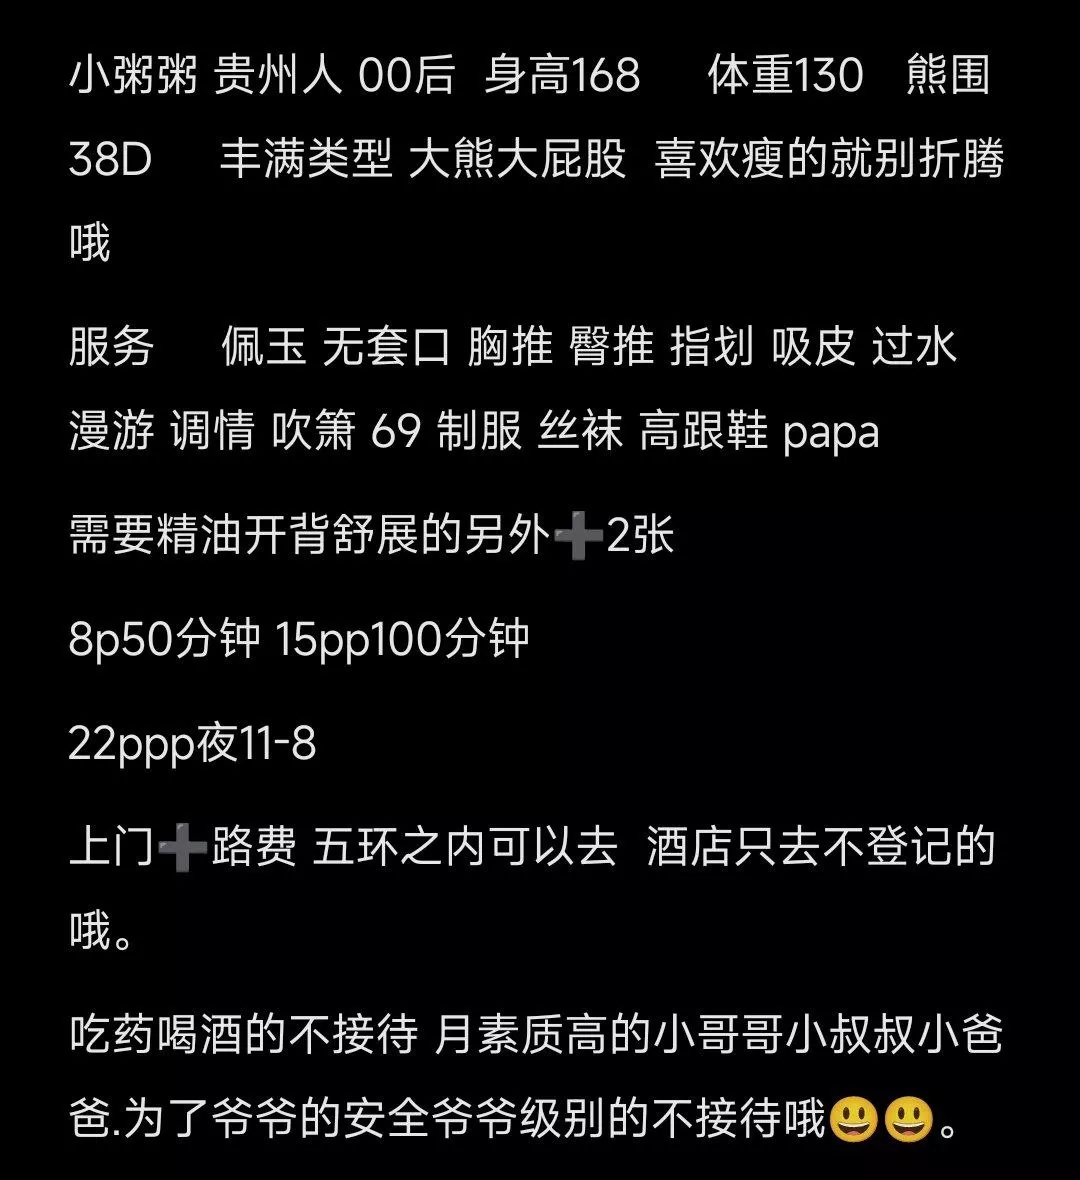 小粥粥 贵州人 00后 身高168 体重130 熊围
38D 丰满类型 大熊大屁股 喜欢瘦的就别折腾
哦
服务 佩玉 无套口 胸推 臀推 指划 吸皮 过水
漫游 调情 吹箫 69 制服 丝袜 高跟鞋 papa
需要精油开背舒展的另外➕2张
8p50分钟 15pp100分钟
22ppp夜11-8
上门➕路费 五环之内可以去 酒店只去不登记的
哦。
吃药喝酒的不接待 月素质高的小哥哥小叔叔小爸
爸.为了爷爷的安全爷爷级别的不接待哦😃😃。